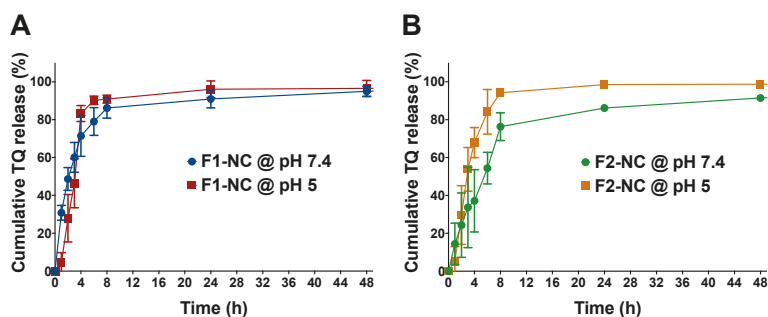 A
Cumulative TQ release (%)
100
80
60
40
20
0
F1-NC @ pH 7.4
F1-NC @ pH 5
0 4 8 12 16 20 24 28 32 36 40 44 48
Time (h)
B
Cumulative TQ release (%)
100
80
60
40
20
0
F2-NC @ pH 7.4
F2-NC @ pH 5
0 4 8 12 16 20 24 28 32 36 40 44 48
Time (h)